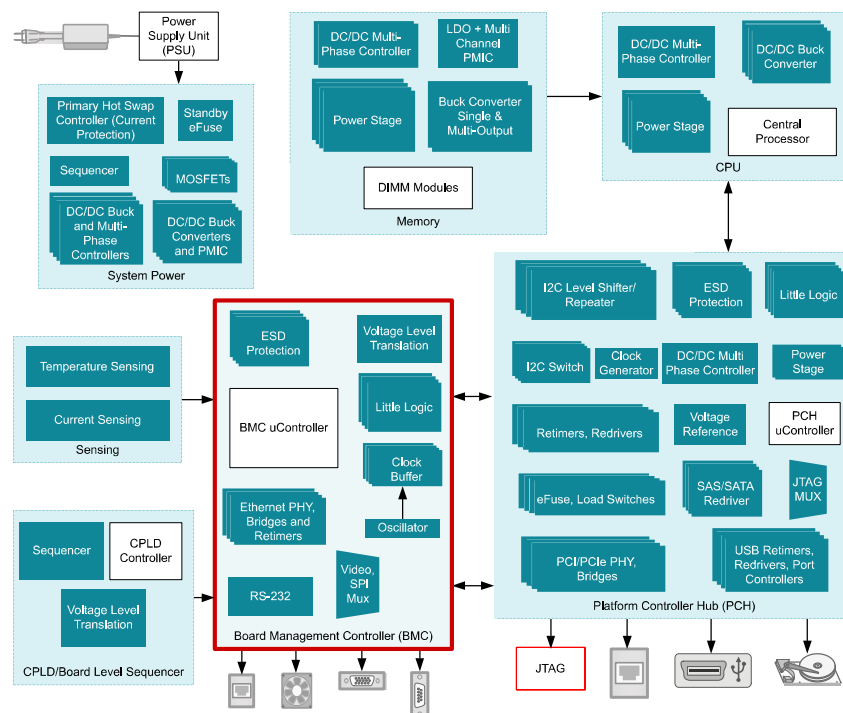 Power
Supply Unit
(PSU)
Primary Hot Swap
Controller (Current
Protection)
Standby
eFuse
Sequencer
MOSFETs
DC/DC Buck
and Multi-
Phase
Controllers
DC/DC Buck
Converters
and PMIC
System Power
DC/DC Multi-
Phase Controller
LDO + Multi
Channel
PMIC
Power Stage
Buck Converter
Single &
Multi-Output
DIMM Modules
Memory
DC/DC Multi-
Phase Controller
DC/DC Buck
Converter
Power Stage
Central
Processor
CPU
Temperature Sensing
Current Sensing
Sensing
Sequencer
CPLD
Controller
Voltage Level
Translation
CPLD/Board Level Sequencer
ESD
Protection
Voltage Level
Translation
BMC uController
Little Logic
Clock
Buffer
Ethernet PHY,
Bridges and
Retimers
Oscillator
RS-232
Video,
SPI
Mux
Board Management Controller (BMC)
I2C Level Shifter/
Repeater
ESD
Protection
Little Logic
I2C Switch
Clock
Generator
DC/DC Multi
Phase Controller
Power
Stage
Retimers, Redrivers
Voltage
Reference
PCH
uController
eFuse, Load Switches
SAS/SATA
Redriver
JTAG
MUX
PCI/PCIe PHY,
Bridges
USB Retimers,
Redrivers, Port
Controllers
Platform Controller Hub (PCH)
JTAG